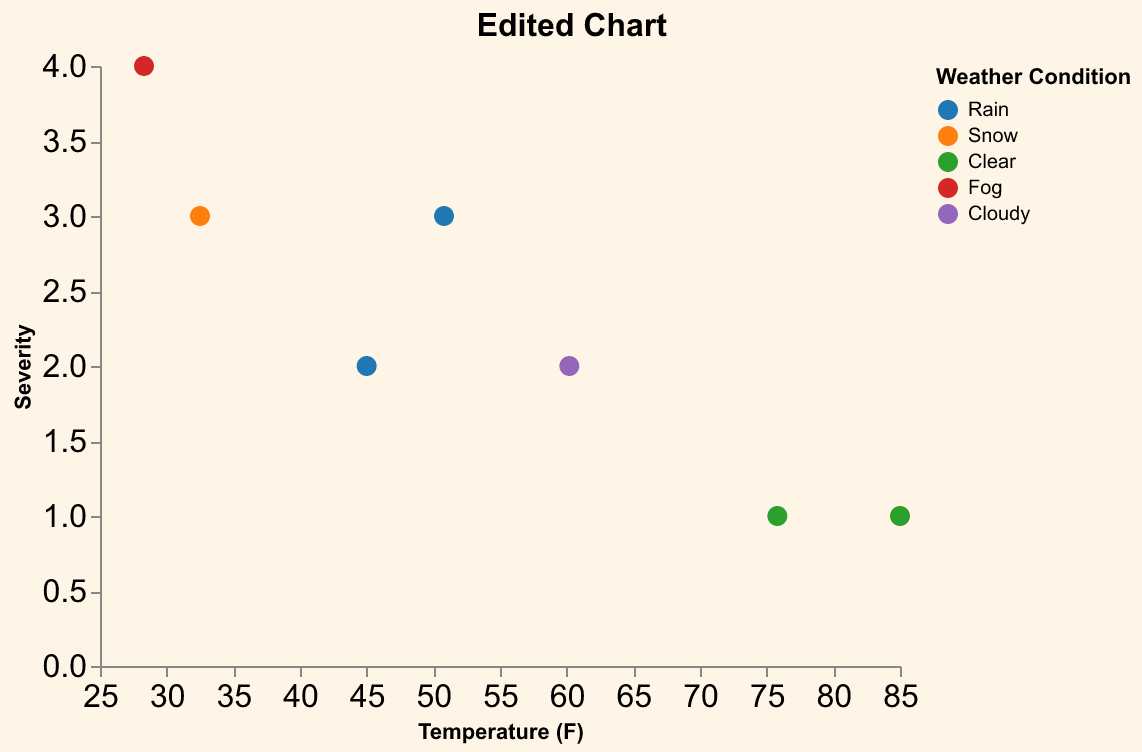 Edited Chart
Weather Condition
Rain
Snow
Clear
Fog
Cloudy
Severity
4.0
3.5
3.0
2.5
2.0
1.5
1.0
0.5
0.0
25 30 35 40 45 50 55 60 65 70 75 80 85
Temperature (F)